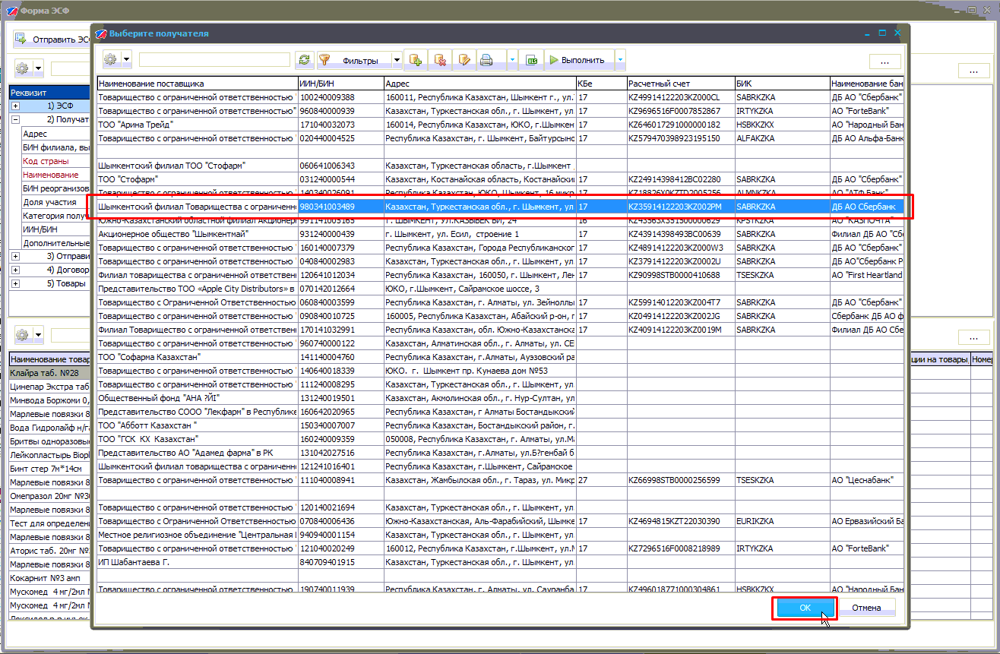 Форма ЭСФ
Отправить ЭС
Выберите получателя
Фильтры
XLS
Выполнить
...
...
Реквизит
1) ЭСФ
2) Получат
Адрес
БИН филиала, вы
Код страны
Наименование
БИН реорганизов
Доля участия
Категория полу
ИИН/БИН
Дополнительные
3) Отправи
4) Договор
5) Товары
...
Наименование товар
Клайра таб. №28
Цинепар Экстра таб
Минвода Боржоми 0,
Марлевые повязки 8
Вода Гидролайф н/га
Бритвы одноразовые
Лейкопластырь Biopl
Бинт стер 7м*14см
Марлевые повязки 8
Омепразол 20мг №30
Марлевые повязки 8
Тест для определени
Марлевые повязки 8
Аторис таб. 20мг №
Марлевые повязки 8
Кокарнит №3 амп
Мускомед 4 мг/2мл №
Мускомед 4 мг/2мл №
ции на товары Номер
Наименование поставщика ИИН/БИН Адрес КБе Расчетный счет БИК Наименование бан
Товарищество с ограниченной ответственностью ' 100240009388 160011, Республика Казахстан, Шымкент г., ул. 17 KZ49914122203KZ000CL SABRKZKA ДБ АО "Сбербанк"
Товарищество с ограниченной ответственностью" 960840000939 Республика Казахстан, Туркестанская обл., г. Ш 17 KZ9696516F0007852867 IRTYKZKA АО "ForteBank"
ТОО "Арина Трейд" 171040032073 160014, Республика Казахстан, ЮКО, г.Шымкен 17 KZ646017291000000182 HSBKKZKX АО "Народный Бан
Товарищество с ограниченной ответственностью ' 020440004525 Республика Казахстан, г. Шымкент, Байтурсыно 17 KZ579470398923195150 ALFAKZKA ДБ АО Альфа-Банк
Шымкентский филиал ТОО "Стофарм" 060641006343 Казахстан, Туркестанская область, г.Шымкент ,
ТОО "Стофарм" 031240000544 Казахстан, Костанайская область, Костанайски 17 KZ24914398412BC02280 SABRKZKA ДБ АО "Сбербанк"
Товарищество с ограниченной ответственностью ' 140340026091 Республика Казахстан, ЮКО, Шымкент, 16 микр 17 KZ18826X0KZTD2005256 ALMNKZKA АО "АТФ Банк"
Шымкентский филиал Товарищества с ограниченн 980341003489 Казахстан, Туркестанская обл., г. Шымкент, ул. 17 KZ35914122203KZ002PM SABRKZKA ДБ АО Сбербанк
Южно-Казахстанский областной филиал Акционер 991141005165 г. ШЫМКЕНТ, УЛ.КАЗЫБЕК БИ, 24 16 KZ43563X351500000629 KPSTKZKA АО "КАЗПОЧТА"
Акционерное общество "Шымкентмай" 931240000439 г. Шымкент, ул. Есил, строение 1 17 KZ43914398493BC00639 SABRKZKA Филиал ДБ АО "Сбе
Товарищество с ограниченной ответственностью ' 160140007379 Республика Казахстан, Города Республиканског 17 KZ48914122203KZ000W3 SABRKZKA ДБ АО "Сбербанк"
Товарищество с ограниченной ответственностью ' 040840002983 Казахстан, Туркестанская обл., г. Шымкент, ул. 17 KZ37914122203KZ0002U SABRKZKA ДБ АО"Сбербанк Р
Филиал товарищества с ограниченной ответствен 120641012034 Республика Казахстан, 160050, г. Шымкент, Лен 17 KZ90998STB0000410688 TSESKZKA АО "First Heartland
Представительство ТОО «Apple City Distributors» в 070142012664 ЮКО, г.Шымкент, Сайрамское шоссе, 3
Товарищество с Ограниченной Ответственностью 060840003599 Республика Казахстан, г. Алматы, ул. Зейноллы 17 KZ59914012203KZ004T7 SABRKZKA ДБ АО "Сбербанк"
Товарищество с ограниченной ответственностью ' 090840010725 160005, Республика Казахстан, Абайский р-он, г 17 KZ04914122203KZ002JG SABRKZKA Сбербанк ДБ АО ф
Филиал Товарищества с ограниченной ответствен 170141032991 Республика Казахстан, обл. Южно-Казахстанска 17 KZ40914122203KZ0019M SABRKZKA Филиал ДБ АО Сбе
Товарищество с ограниченной ответственностью ' 960740000122 Казахстан, Алматинская обл., г. Алматы, ул. СЕ
ТОО "Софарма Казахстан" 141140004760 Республика Казахстан, г.Алматы, Ауэзовский ра
Товарищество с ограниченной ответственностью ' 140640018339 ЮКО. г. Шымкент пр. Кунаева дом №53
Товарищество с ограниченной ответственностью ' 111240008295 Казахстан, Туркестанская обл., г. Шымкент, ул.
Общественный фонд "АНА ?ЙІ" 131240019501 Казахстан, Акмолинская обл., г. Нур-Султан, ул
Представительство СООО "Лекфарм" в Республике 160642020965 Республика Казахстан, г Алматы Бостандыкский
ТОО "Абботт Казахстан " 150340007007 Республика Казахстан, Бостандыкский район, г.
ТОО "ГСК КХ Казахстан" 160240009359 050008, Республика Казахстан, г. Алматы, ул.Ма
Представительство АО "Адамед фарма" в РК 131042027516 Республика Казахстан, г.Алматы, ул.Б?генбай б
Шымкентский филиал товарищества с ограниченн 121241016401 Республика Казахстан, г.Шымкент, Сайрамское
Товарищество с ограниченной ответственностью ' 111040008941 Казахстан, Жамбылская обл., г. Тараз, ул. Микр 27 KZ66998STB0000256599 TSESKZKA АО "Цеснабанк"
Товарищество с ограниченной ответственностью ' 120140021694 Казахстан, Туркестанская обл., г. Шымкент, ул.
Товарищество с Ограниченной Ответственностью 070840006436 Южно-Казахстанская, Аль-Фарабийский, Шымке 17 KZ4694815KZT22030390 EURIKZKA АО Евразийский Ба
Местное религиозное объединение "Центральная 940940001154 Казахстан, Туркестанская обл., г. Шымкент, ул.
Товарищество с ограниченной ответственностью ' 121040020249 160012, Республика Казахстан, г.Шымкент, ул.М 17 KZ7296516F0008218989 IRTYKZKA АО "ForteBank"
ИП Шабантаева Г. 840709401915 Казахстан, Туркестанская обл., г. Шымкент, ул.
Товарищество с ограниченной ответственностью ' 190740011939 Республика Казахстан, г. Алматы, ул. Сауранба 17 KZ496018771000304861 HSBKKZKX АО "Народный Бан
OK
Отмена